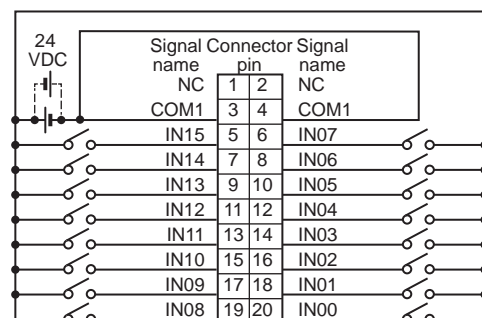 24
VDC
Signal Connector Signal
name pin name
NC 1 2 NC
COM1 3 4 COM1
IN15 5 6 IN07
IN14 7 8 IN06
IN13 9 10 IN05
IN12 11 12 IN04
IN11 13 14 IN03
IN10 15 16 IN02
IN09 17 18 IN01
IN08 19 20 IN00